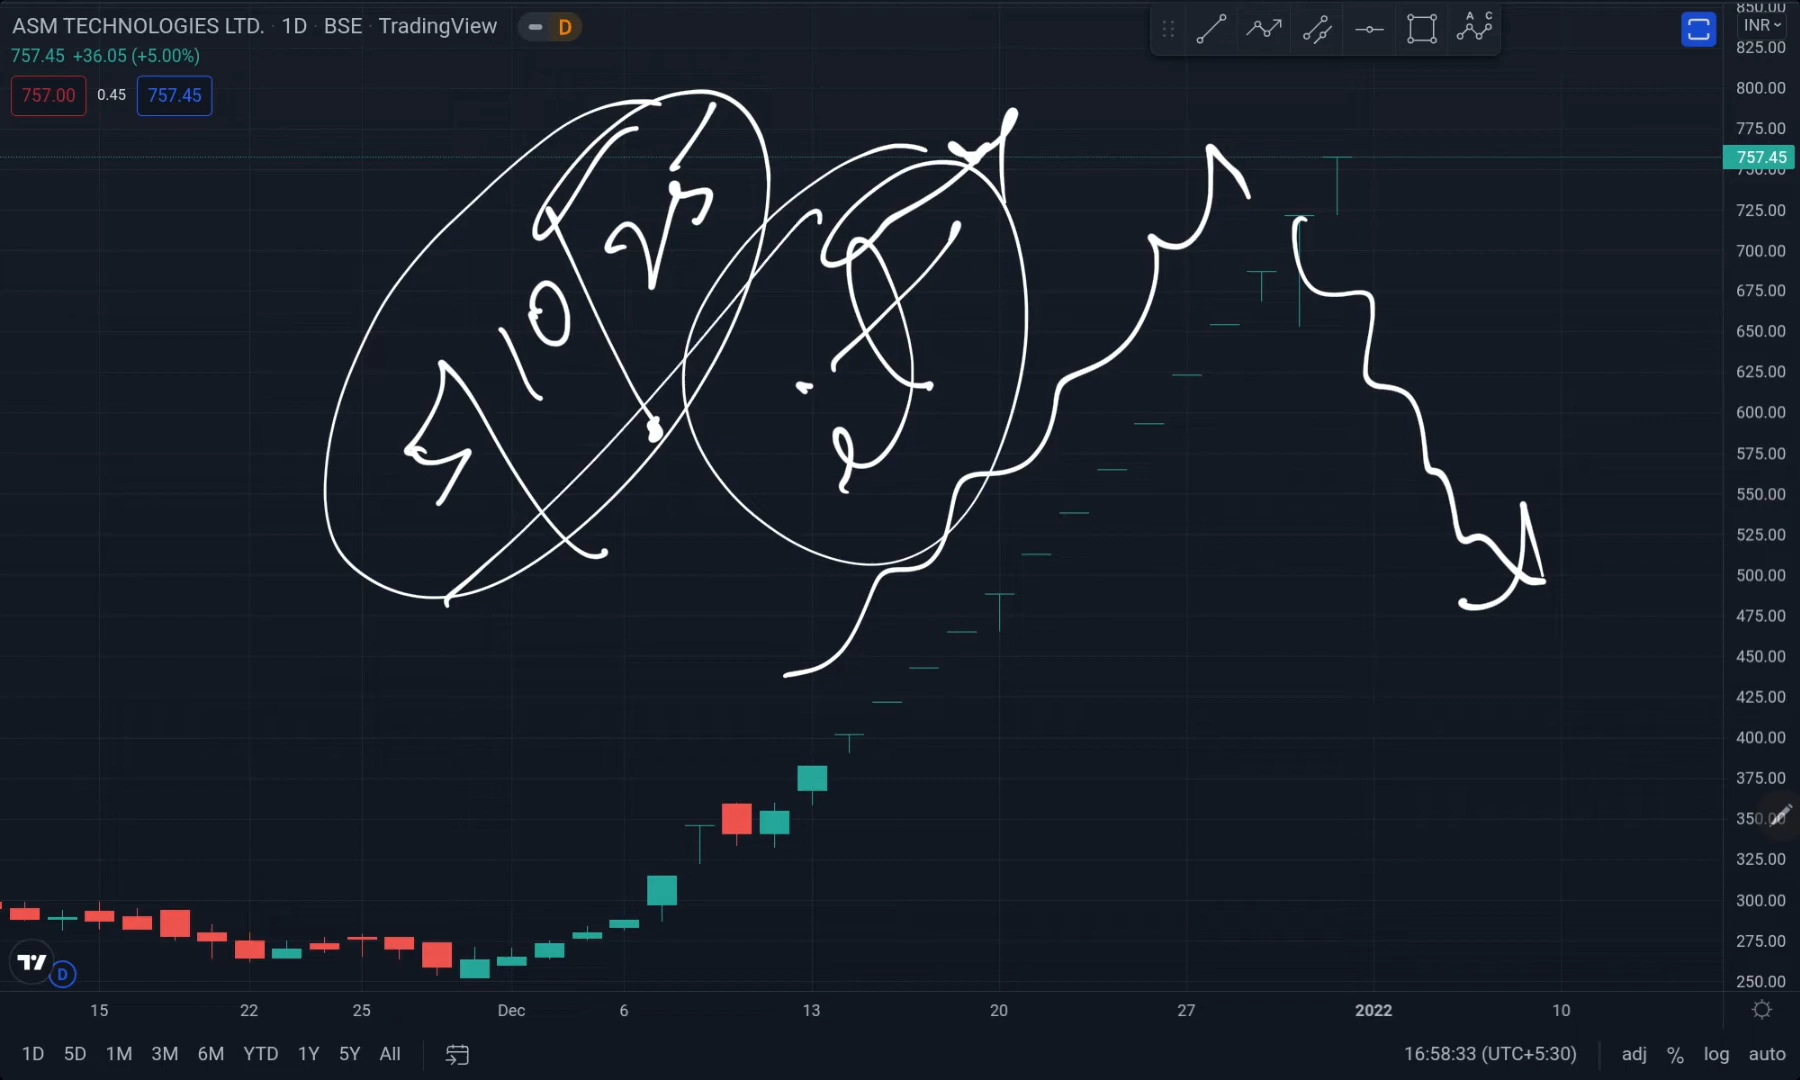 ASM TECHNOLOGIES LTD. · 1D · BSE · TradingView D
757.45 +36.05 (+5.00%)
757.00 0.45 757.45
A C
INR
850.00
825.00
800.00
775.00
757.45
750.00
725.00
700.00
675.00
650.00
625.00
600.00
575.00
550.00
525.00
500.00
475.00
450.00
425.00
400.00
375.00
350.00
325.00
300.00
275.00
250.00
5 10 25
D
15 22 25 Dec 6 13 20 27 2022 10
1D 5D 1M 3M 6M YTD 1Y 5Y All 16:58:33 (UTC+5:30) adj % log auto